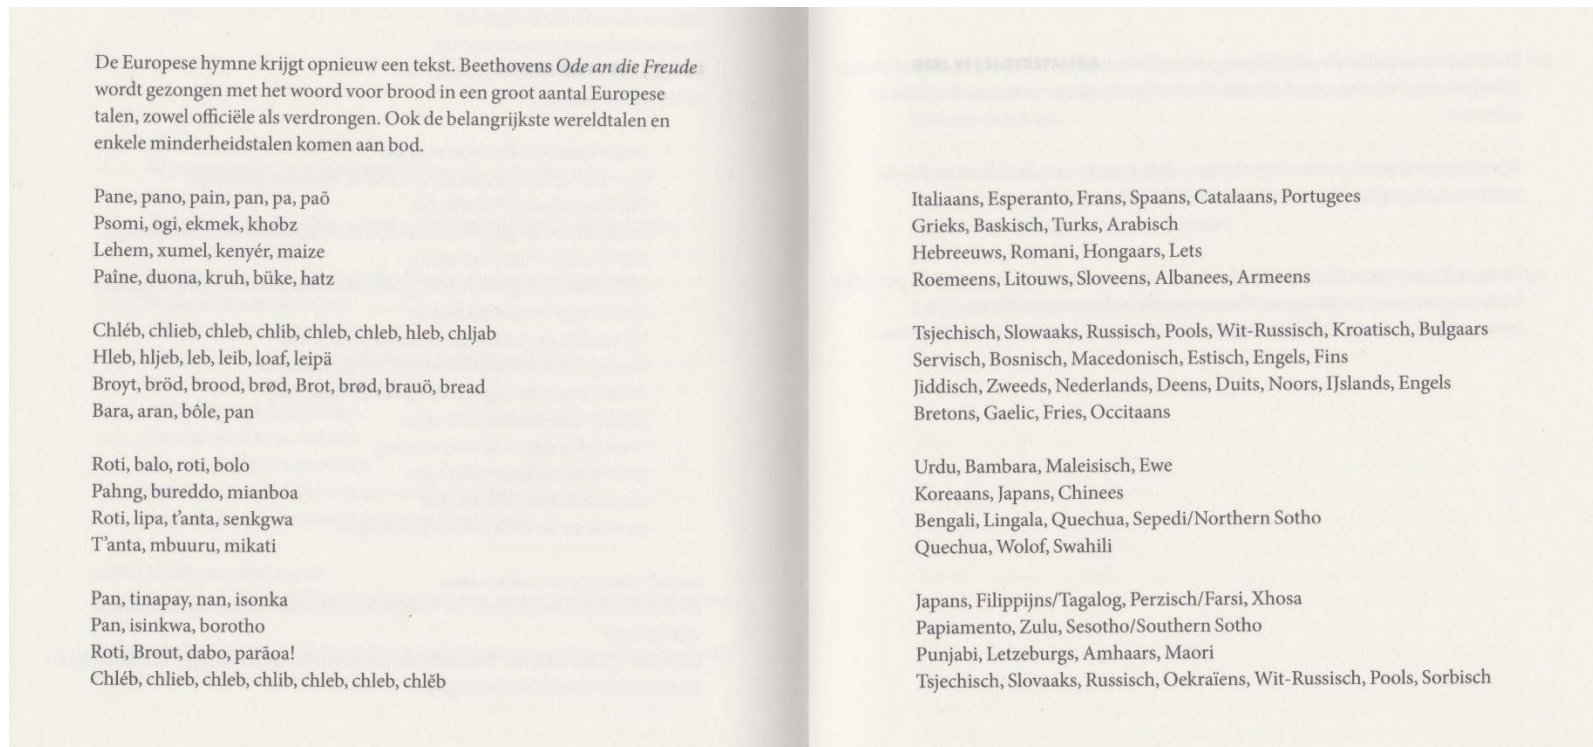 De Europese hymne krijgt opnieuw een tekst. Beethovens Ode an die Freude
wordt gezongen met het woord voor brood in een groot aantal Europese
talen, zowel officiële als verdrongen. Ook de belangrijkste wereldtalen en
enkele minderheidstalen komen aan bod.
Pane, pano, pain, pan, pa, paõ
Psomi, ogi, ekmek, khobz
Lehem, xumel, kenyér, maize
Paîne, duona, kruh, büke, hatz
Chléb, chlieb, chleb, chlib, chleb, chleb, hleb, chljab
Hleb, hljeb, leb, leib, loaf, leipä
Broyt, bröd, brood, brød, Brot, brød, brauö, bread
Bara, aran, bôle, pan
Roti, balo, roti, bolo
Pahng, bureddo, mianboa
Roti, lipa, t'anta, senkgwa
T'anta, mbuuru, mikati
Pan, tinapay, nan, isonka
Pan, isinkwa, borotho
Roti, Brout, dabo, parãoa!
Chléb, chlieb, chleb, chlib, chleb, chleb, chlěb
Italiaans, Esperanto, Frans, Spaans, Catalaans, Portugees
Grieks, Baskisch, Turks, Arabisch
Hebreeuws, Romani, Hongaars, Lets
Roemeens, Litouws, Sloveens, Albanees, Armeens
Tsjechisch, Slowaaks, Russisch, Pools, Wit-Russisch, Kroatisch, Bulgaars
Servisch, Bosnisch, Macedonisch, Estisch, Engels, Fins
Jiddisch, Zweeds, Nederlands, Deens, Duits, Noors, IJslands, Engels
Bretons, Gaelic, Fries, Occitaans
Urdu, Bambara, Maleisisch, Ewe
Koreaans, Japans, Chinees
Bengali, Lingala, Quechua, Sepedi/Northern Sotho
Quechua, Wolof, Swahili
Japans, Filippijns/Tagalog, Perzisch/Farsi, Xhosa
Papiamento, Zulu, Sesotho/Southern Sotho
Punjabi, Letzeburgs, Amhaars, Maori
Tsjechisch, Slovaaks, Russisch, Oekraïens, Wit-Russisch, Pools, Sorbisch